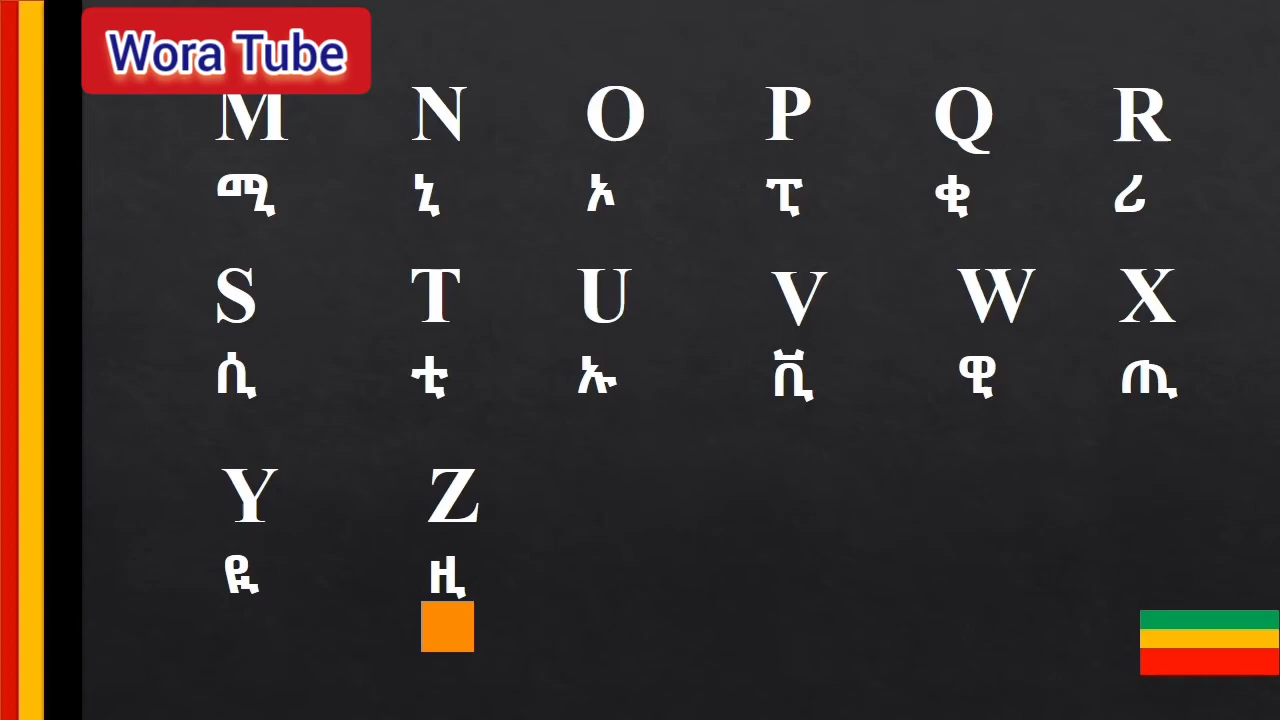 Wora Tube
M N O P Q R
ሚ ኒ ኦ ፒ ቂ ሪ
S T U V W X
ሲ ቲ ኡ ቪ ዊ ጢ
Y Z
ዪ ዚ